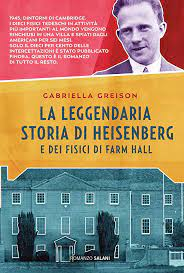 1945, DINTORNI DI CAMBRIDGE.
I DIECI FISICI TEDESCHI IN ATTIVITÀ
PIÙ IMPORTANTI AL MONDO VENGONO
RINCHIUSI IN UNA VILLA E SPIATI DAGLI
AMERICANI PER SEI MESI.
SOLO IL DIECI PER CENTO DELLE
INTERCETTAZIONI È STATO PUBBLICATO
FINORA. QUESTO È IL ROMANZO
DI TUTTO IL RESTO.
GABRIELLA GREISON
LA LEGGENDARIA
STORIA DI HEISENBERG
E DEI FISICI DI FARM HALL
ROMANZO SALANI